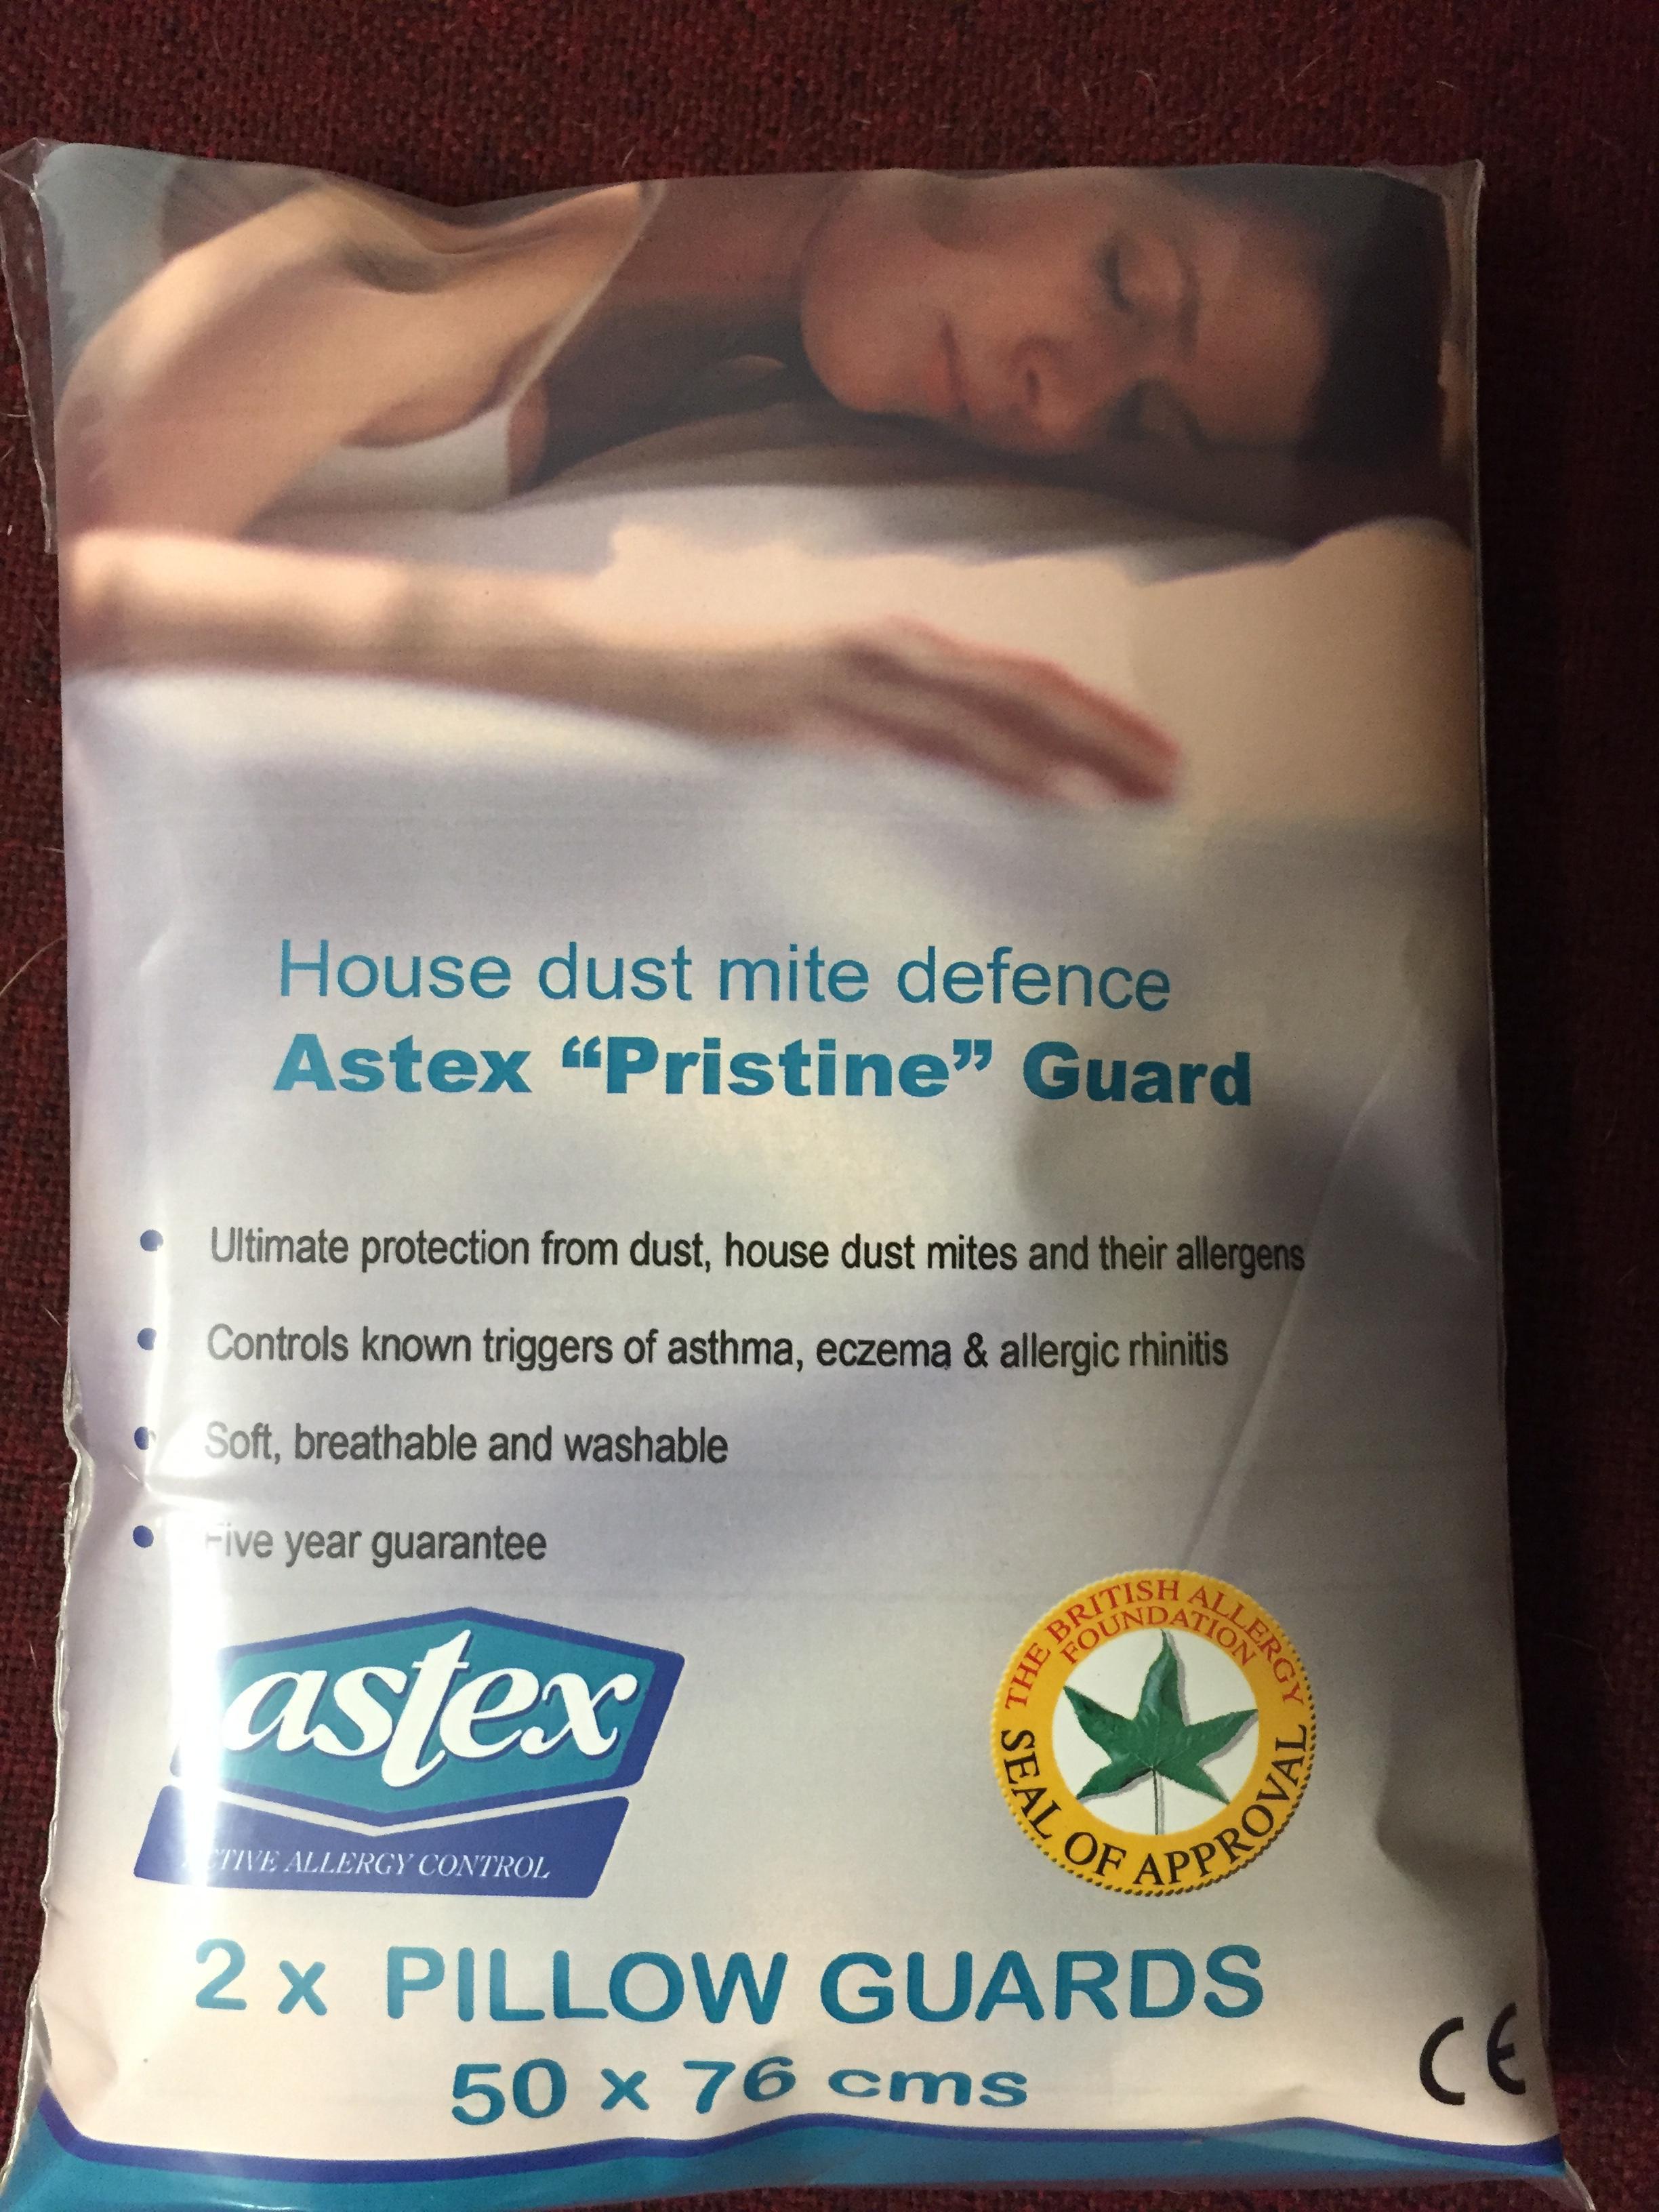 House dust mite defence
Astex “Pristine” Guard
• Ultimate protection from dust, house dust mites and their allergens
• Controls known triggers of asthma, eczema & allergic rhinitis
• Soft, breathable and washable
• Five year guarantee
astex
ACTIVE ALLERGY CONTROL
THE BRITISH ALLERGY
FOUNDATION
SEAL OF APPROVAL
2 x PILLOW GUARDS
50 x 76 cms
CE